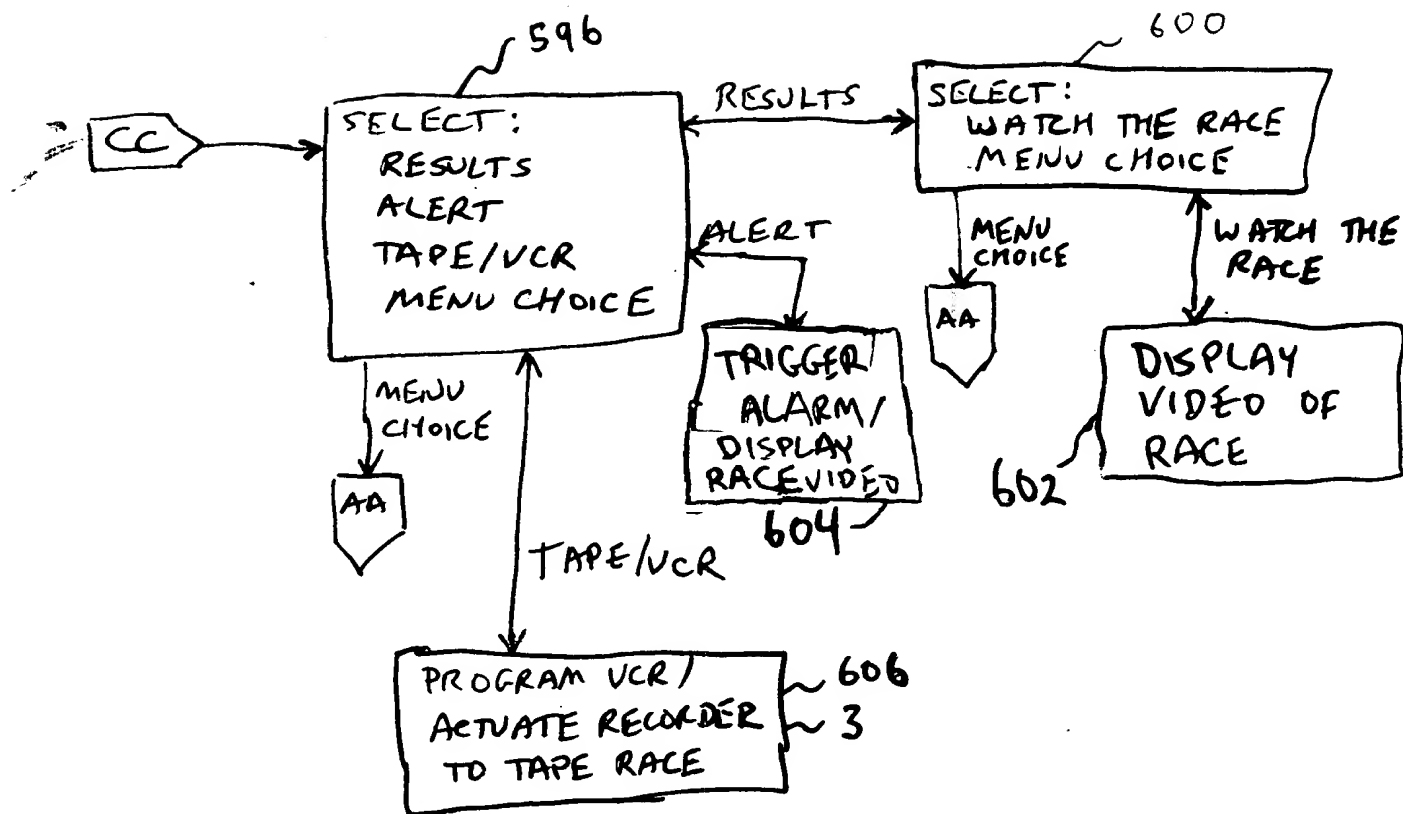 596
600
CC
SELECT:
RESULTS
ALERT
TAPE/VCR
MENU CHOICE
RESULTS
SELECT:
WATCH THE RACE
MENU CHOICE
ALERT
MENU
CHOICE
WATCH THE
RACE
AA
MENU
CHOICE
AA
TRIGGER
ALARM/
DISPLAY
RACE VIDEO
604
DISPLAY
VIDEO OF
RACE
602
TAPE/VCR
PROGRAM VCR/
ACTUATE RECORDER
TO TAPE RACE
606
3